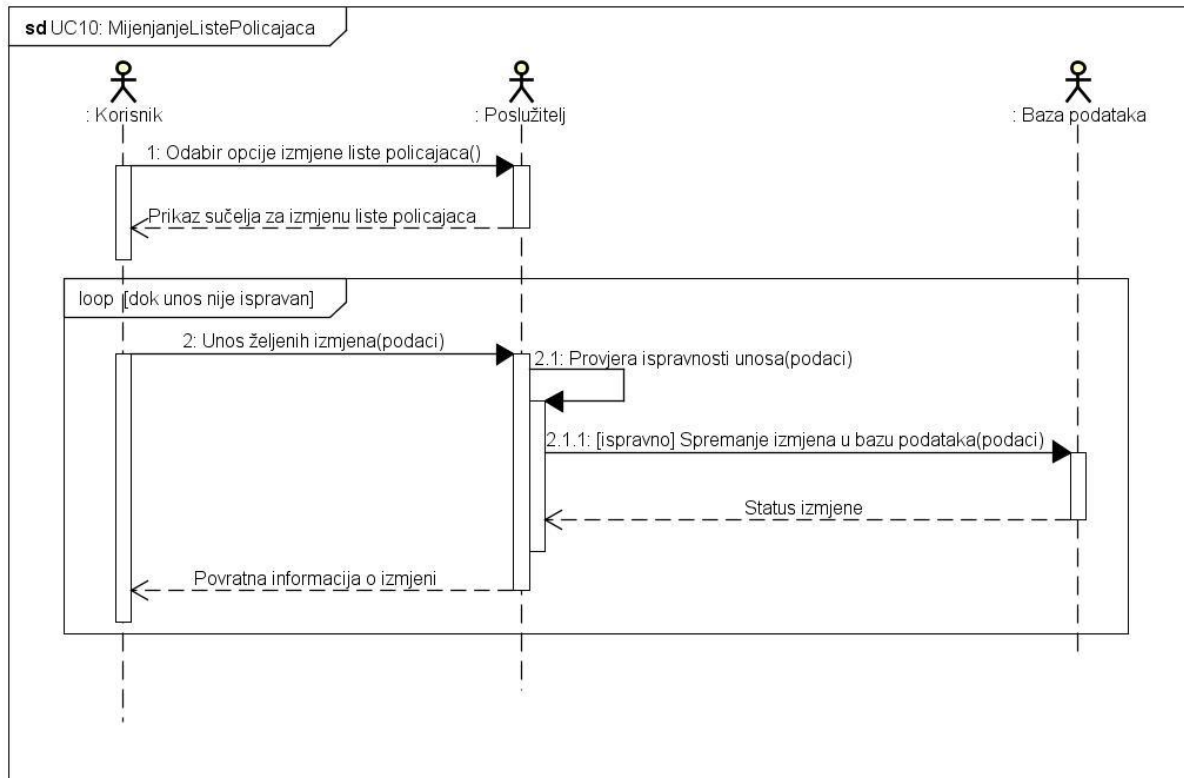 sd UC10: MijenjanjeListePolicajaca
: Korisnik
: Poslužitelj
: Baza podataka
1: Odabir opcije izmjene liste policajaca()
Prikaz sučelja za izmjenu liste policajaca
loop [dok unos nije ispravan]
2: Unos željenih izmjena(podaci)
2.1: Provjera ispravnosti unosa(podaci)
2.1.1: [ispravno] Spremanje izmjena u bazu podataka(podaci)
Status izmjene
Povratna informacija o izmjeni